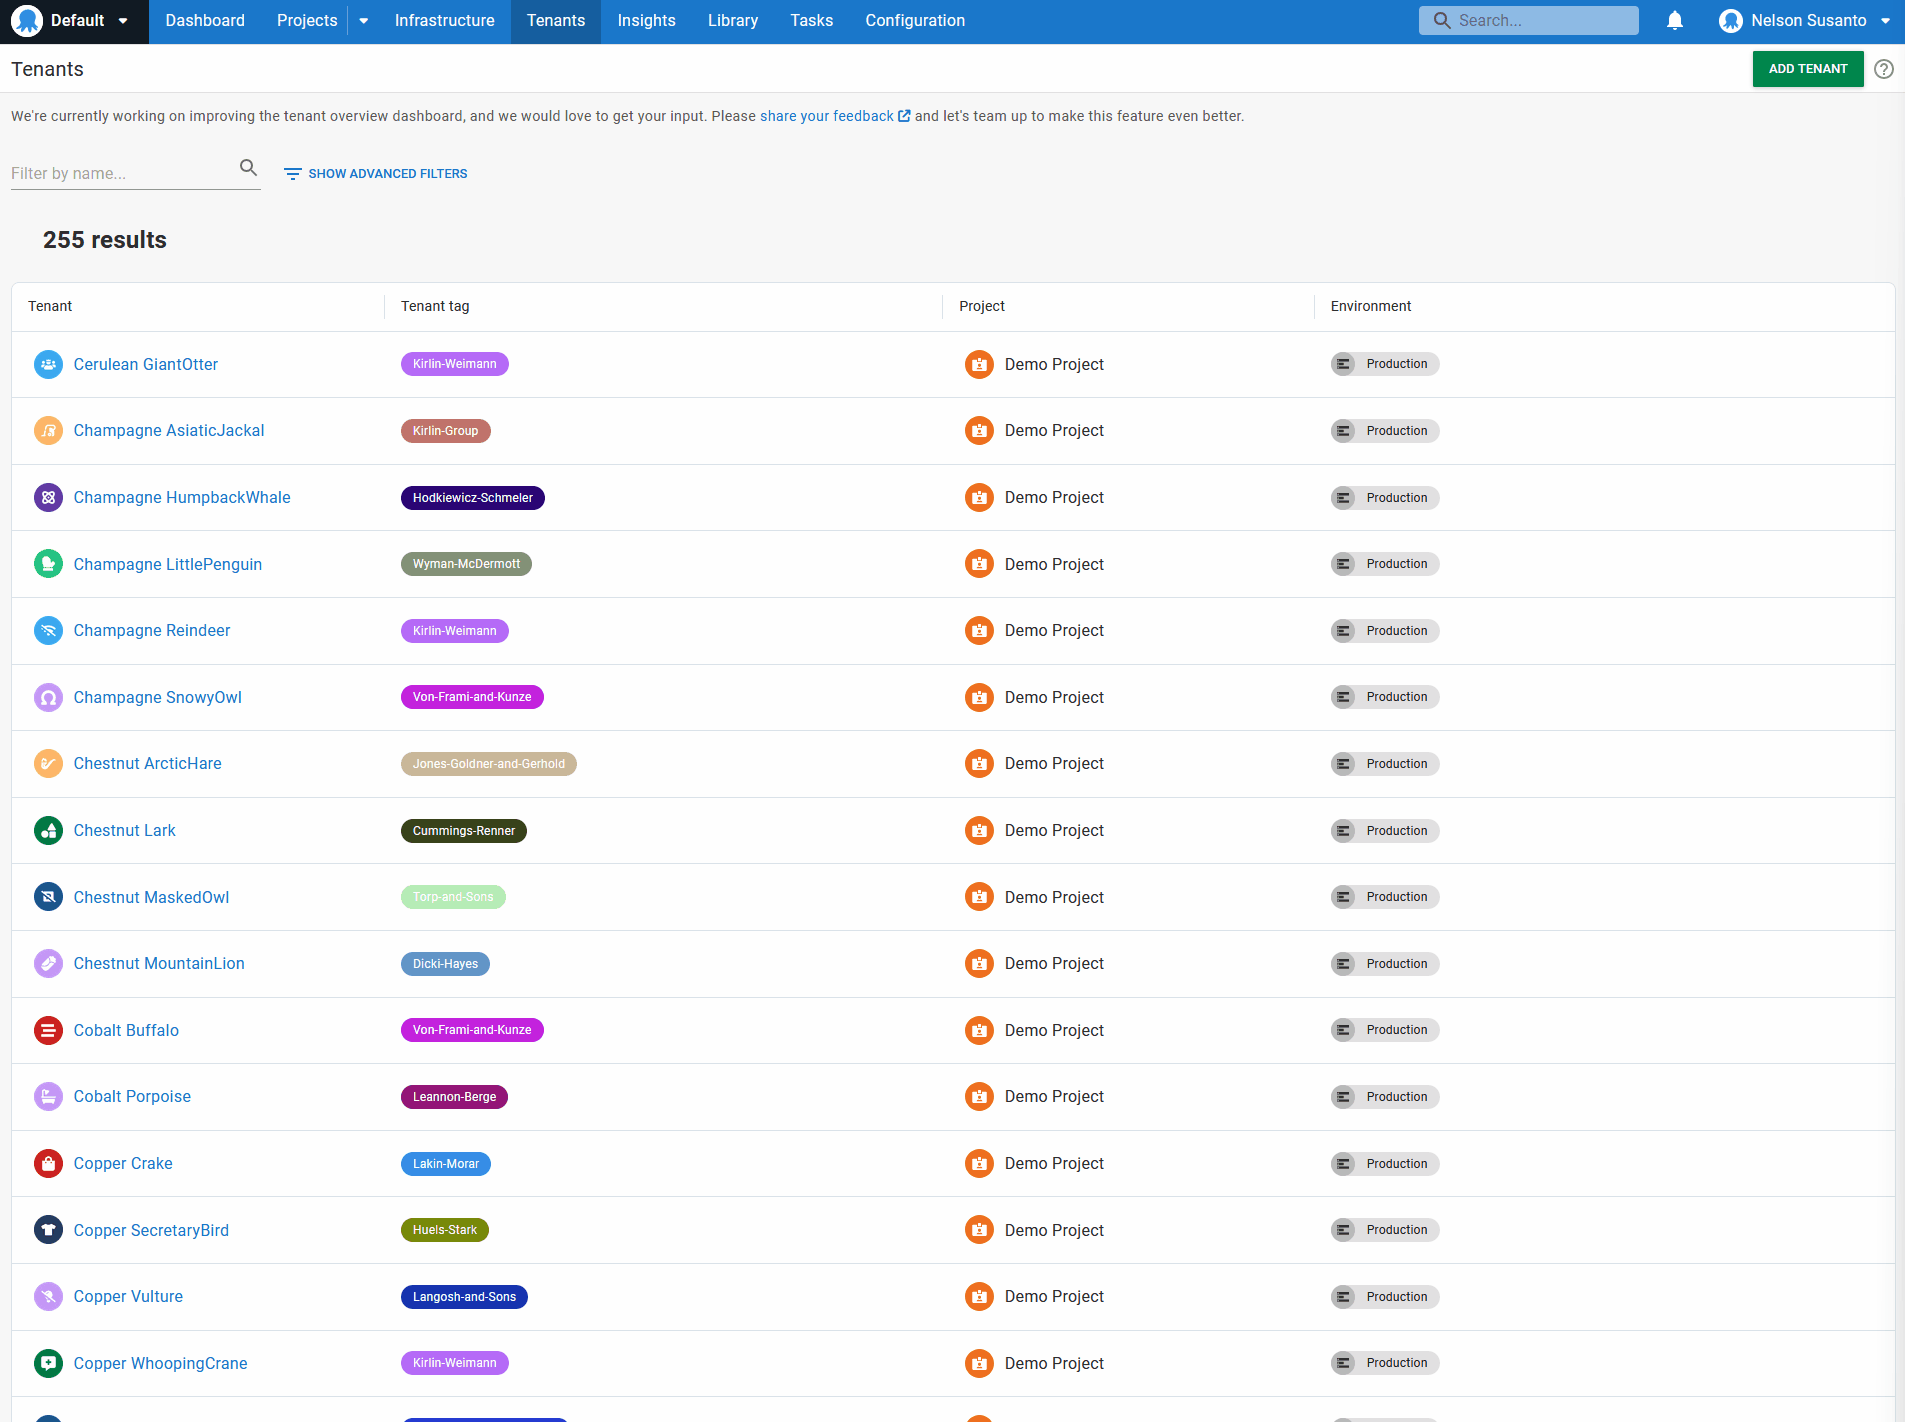 Default Dashboard Projects Infrastructure Tenants Insights Library Tasks Configuration Search... Nelson Susanto
Tenants ADD TENANT
We're currently working on improving the tenant overview dashboard, and we would love to get your input. Please share your feedback and let's team up to make this feature even better.
Filter by name... SHOW ADVANCED FILTERS
255 results
Tenant Tenant tag Project Environment
Cerulean GiantOtter Kirlin-Weimann Demo Project Production
Champagne AsiaticJackal Kirlin-Group Demo Project Production
Champagne HumpbackWhale Hodkiewicz-Schmeler Demo Project Production
Champagne LittlePenguin Wyman-McDermott Demo Project Production
Champagne Reindeer Kirlin-Weimann Demo Project Production
Champagne SnowyOwl Von-Frami-and-Kunze Demo Project Production
Chestnut ArcticHare Jones-Goldner-and-Gerhold Demo Project Production
Chestnut Lark Cummings-Renner Demo Project Production
Chestnut MaskedOwl Torp-and-Sons Demo Project Production
Chestnut MountainLion Dicki-Hayes Demo Project Production
Cobalt Buffalo Von-Frami-and-Kunze Demo Project Production
Cobalt Porpoise Leannon-Berge Demo Project Production
Copper Crake Lakin-Morar Demo Project Production
Copper SecretaryBird Huels-Stark Demo Project Production
Copper Vulture Langosh-and-Sons Demo Project Production
Copper WhoopingCrane Kirlin-Weimann Demo Project Production